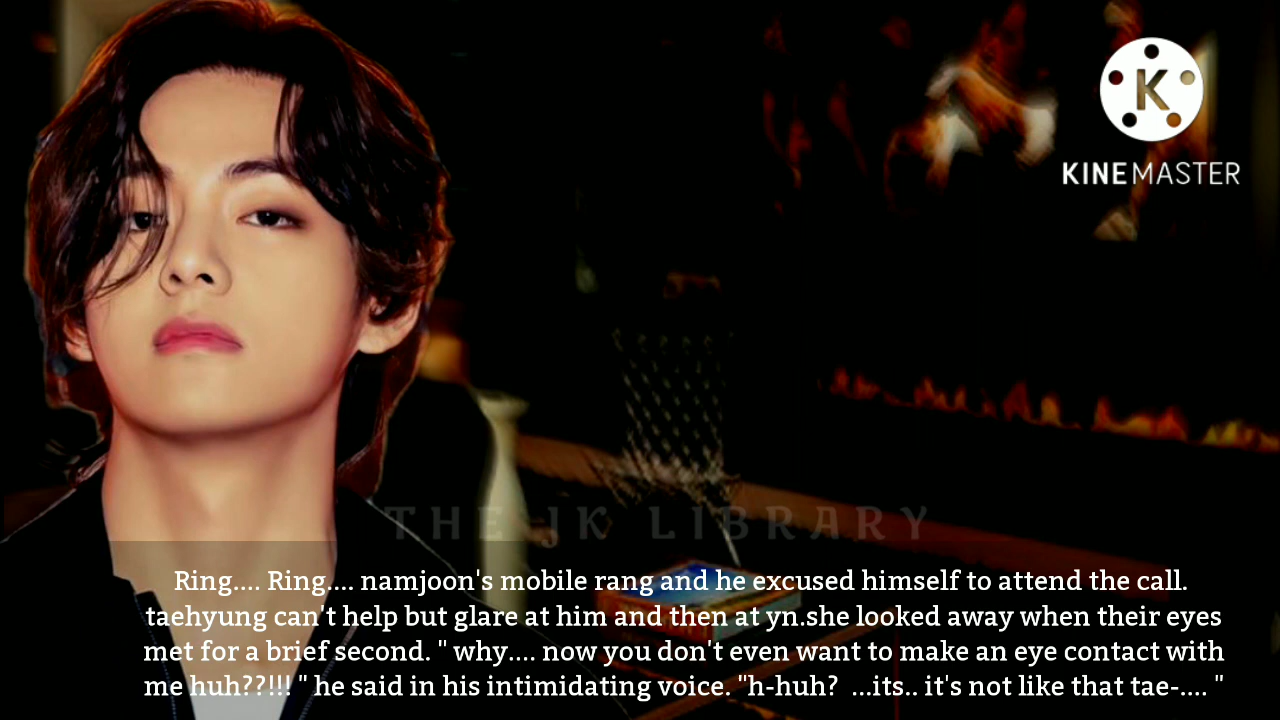 K
KINEMASTER
THE JK LIBRARY
Ring.... Ring.... namjoon's mobile rang and he excused himself to attend the call.
taehyung can't help but glare at him and then at yn.she looked away when their eyes
met for a brief second. " why.... now you don't even want to make an eye contact with
me huh??!!! " he said in his intimidating voice. "h-huh?  ...its.. it's not like that tae-.... "